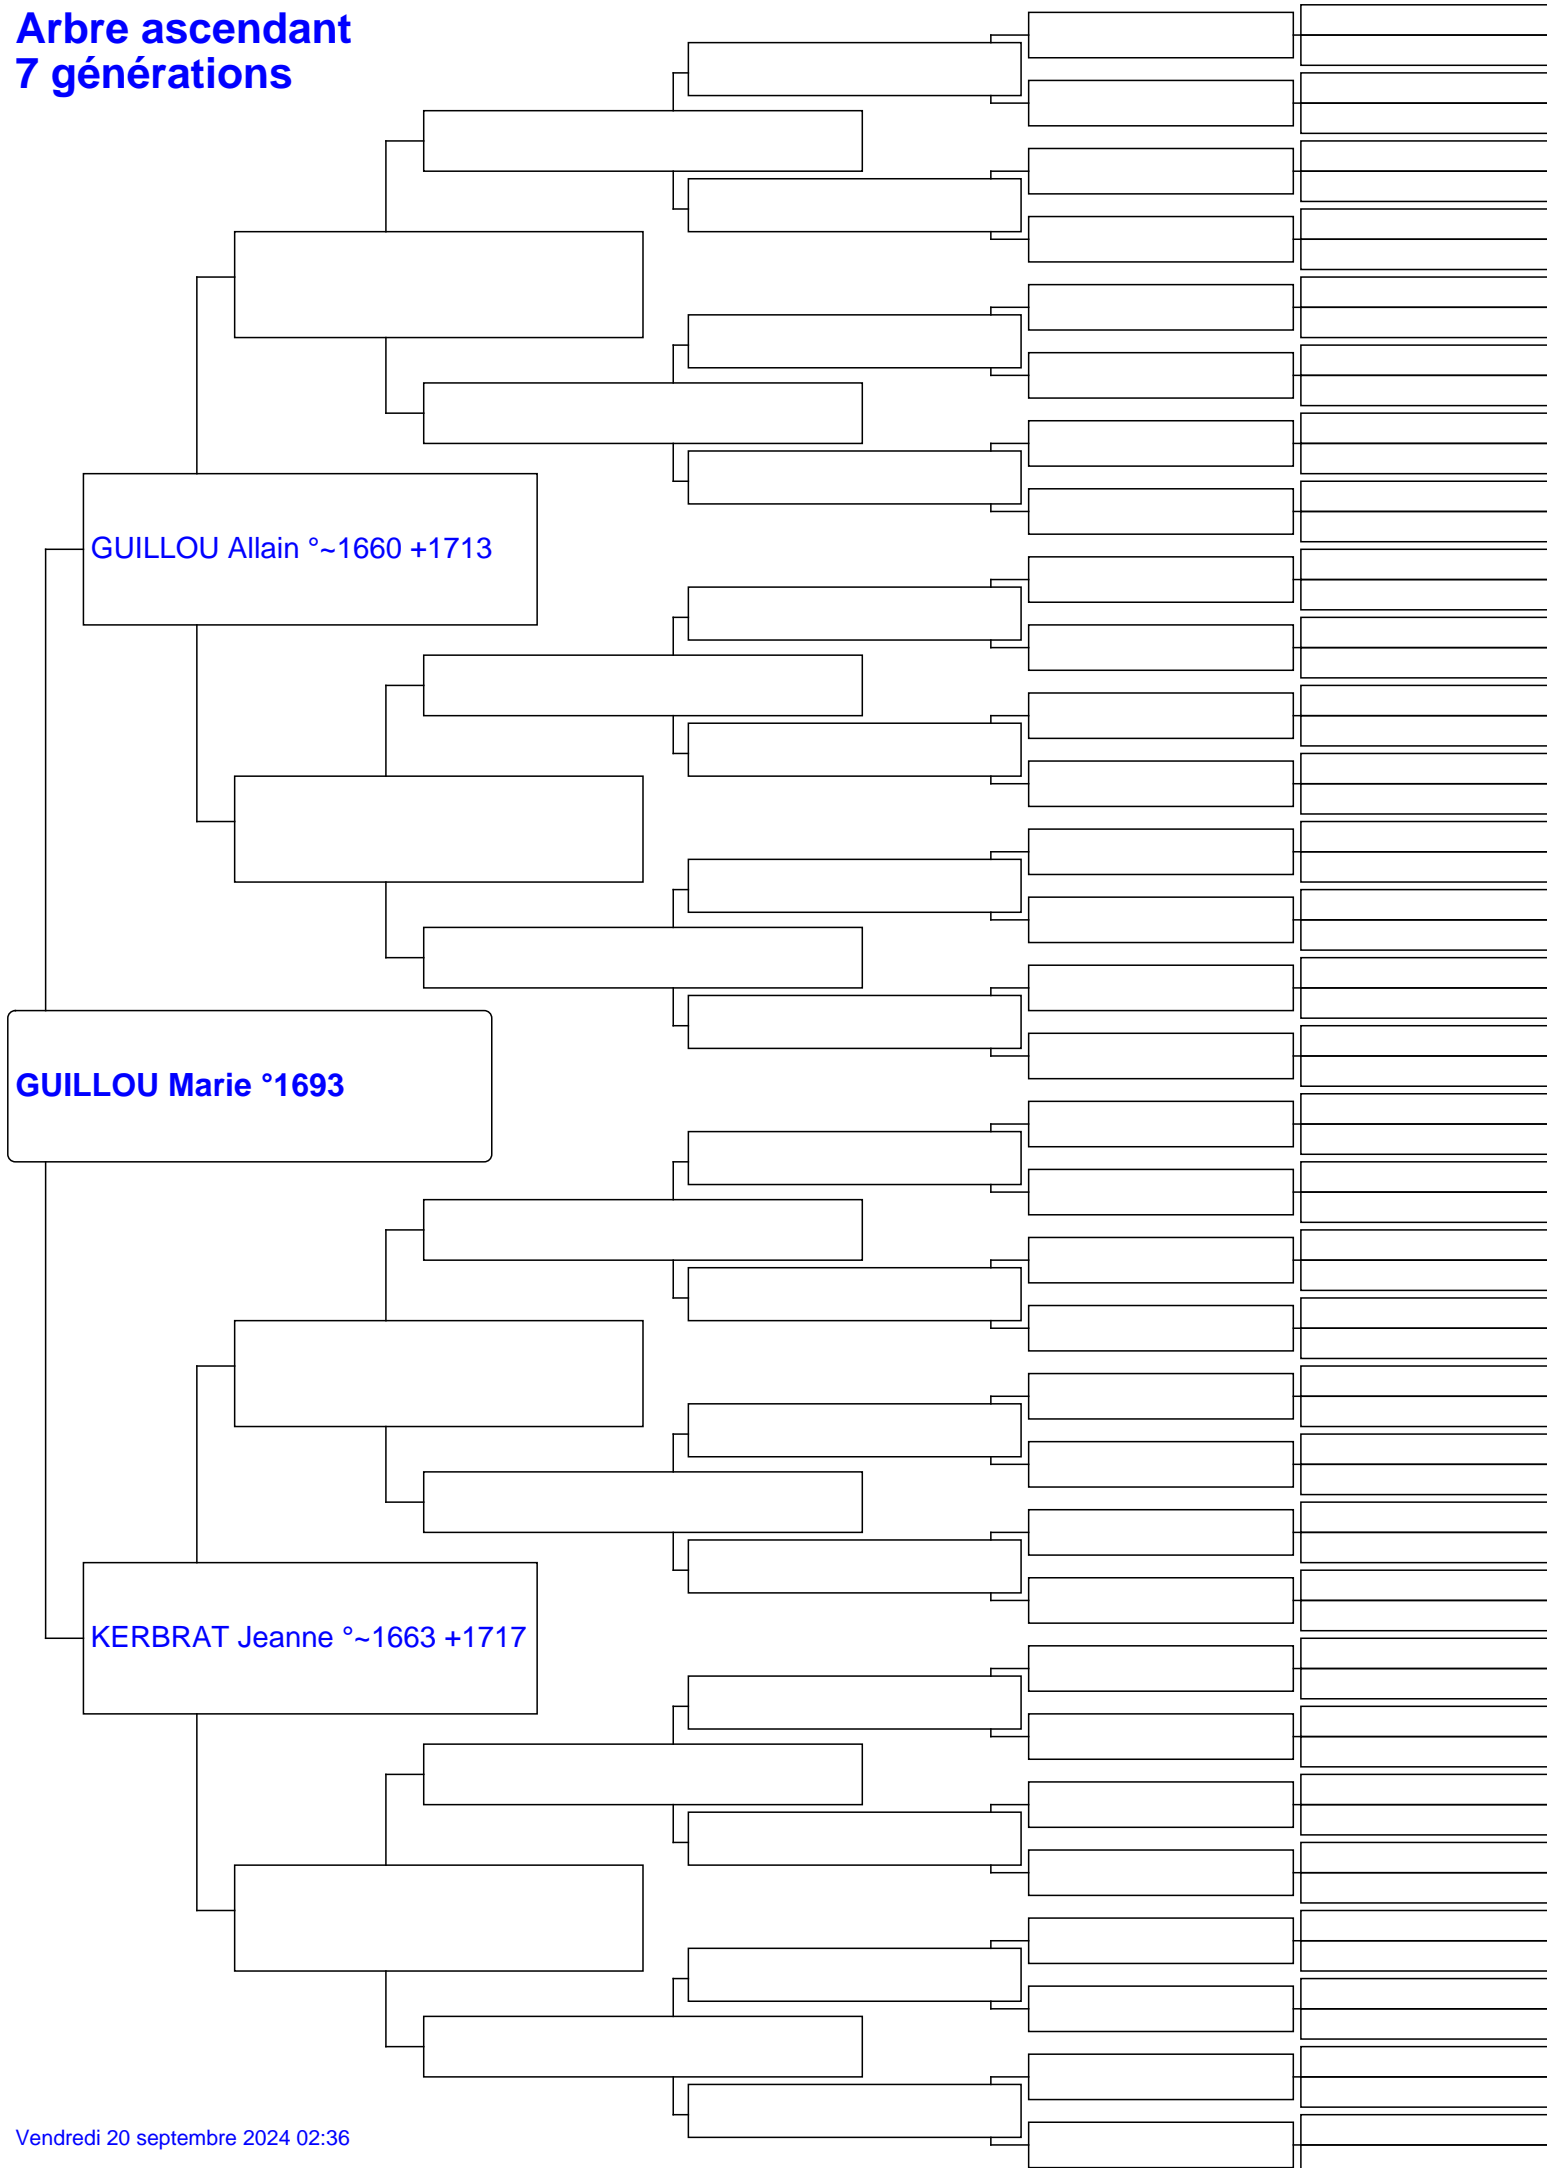 Arbre ascendant
7 générations
GUILLOU Allain °~1660 +1713
GUILLOU Marie °1693
KERBRAT Jeanne °~1663 +1717
Vendredi 20 septembre 2024 02:36